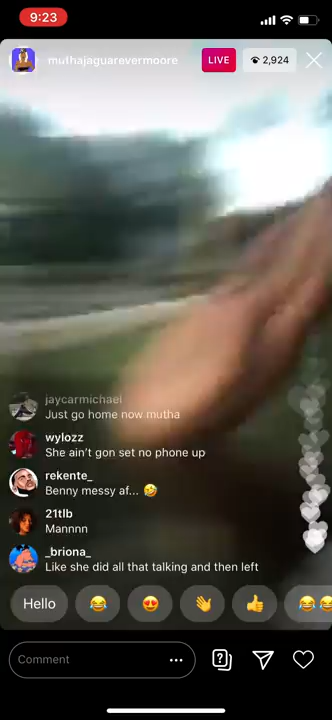 9:23
muthajaguarevermoore
LIVE
2,924
jaycarmichael
Just go home now mutha
wylozz
She ain't gon set no phone up
rekente_
Benny messy af... 🤣
21tlb
Mannnn
_briona_
Like she did all that talking and then left
Hello
Comment